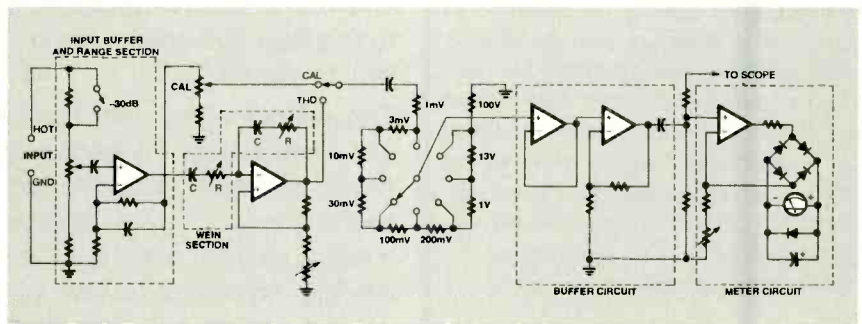 INPUT BUFFER
AND RANGE SECTION
-30dB
HOT
INPUT
GND
CAL
C
R
C
R
WEIN
SECTION
CAL
THD
1mV
3mV
10mV
30mV
100mV
200mV
1V
13V
100V
TO SCOPE
BUFFER CIRCUIT
METER CIRCUIT